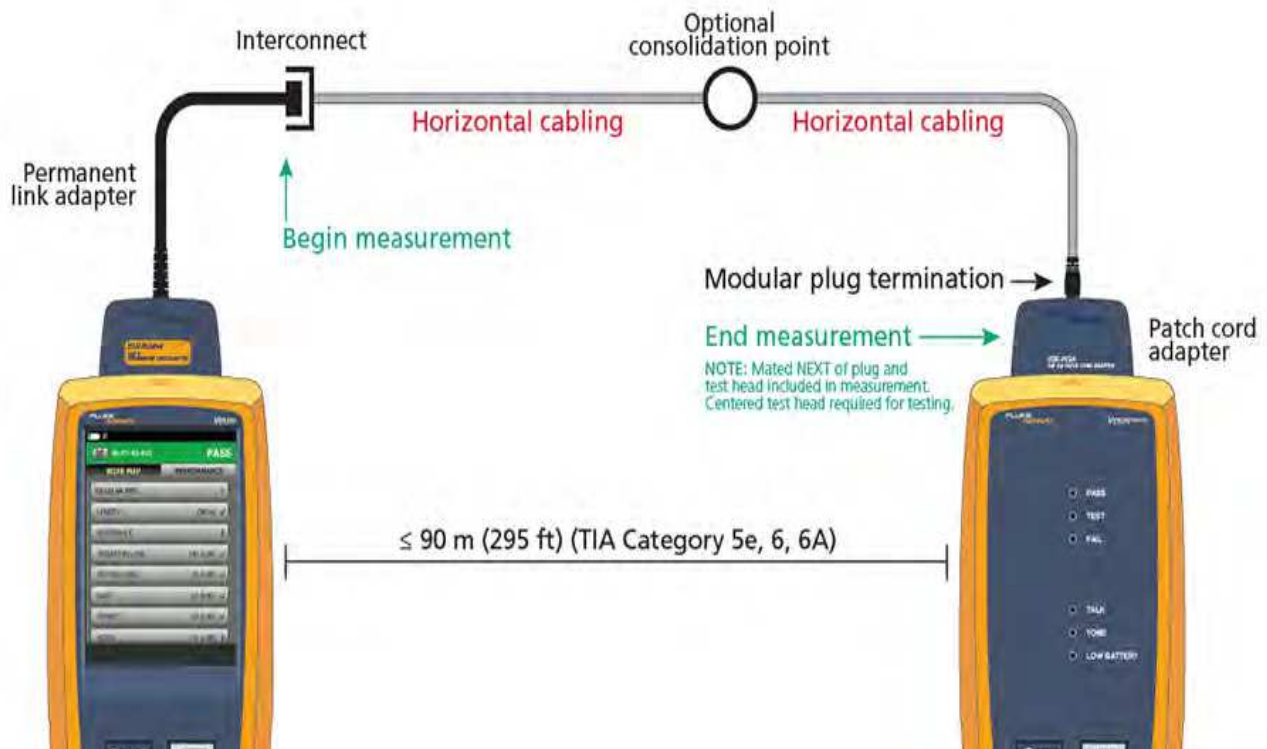 Optional
consolidation point
Interconnect
Horizontal cabling
Horizontal cabling
Permanent
link adapter
Begin measurement
Modular plug termination
End measurement
NOTE: Mated NEXT of plug and
test head included in measurement.
Centered test head required for testing.
Patch cord
adapter
PASS
≤ 90 m (295 ft) (TIA Category 5e, 6, 6A)
PASS
TEST
FAIL
TALK
TONE
LOW BATTERY